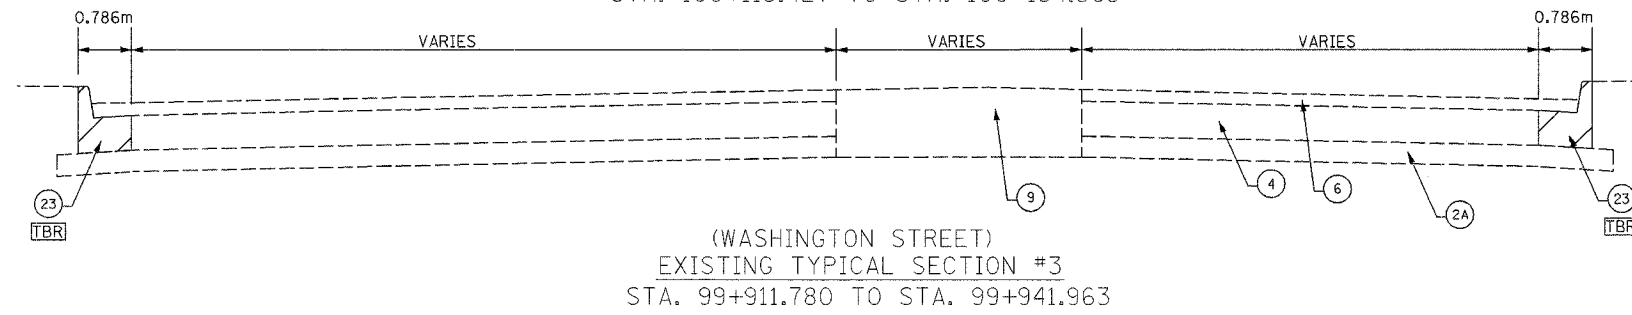 0.786m
0.786m
VARIES
VARIES
VARIES
23
TBR
9
4
6
2A
23
TBR
(WASHINGTON STREET)
EXISTING TYPICAL SECTION #3
STA. 99+911.780 TO STA. 99+941.963